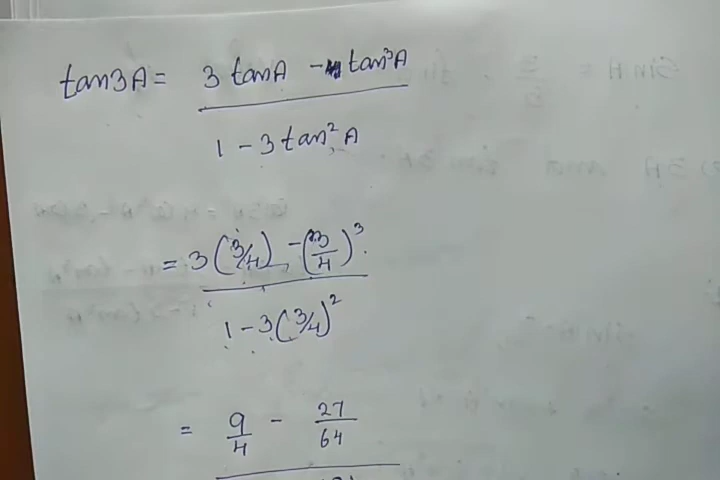 tan3A = 3 tanA - tan³A
1 - 3 tan² A
= 3 (3/4) - (3/4)³
1 - 3 (3/4)²
= 9/4 - 27/64